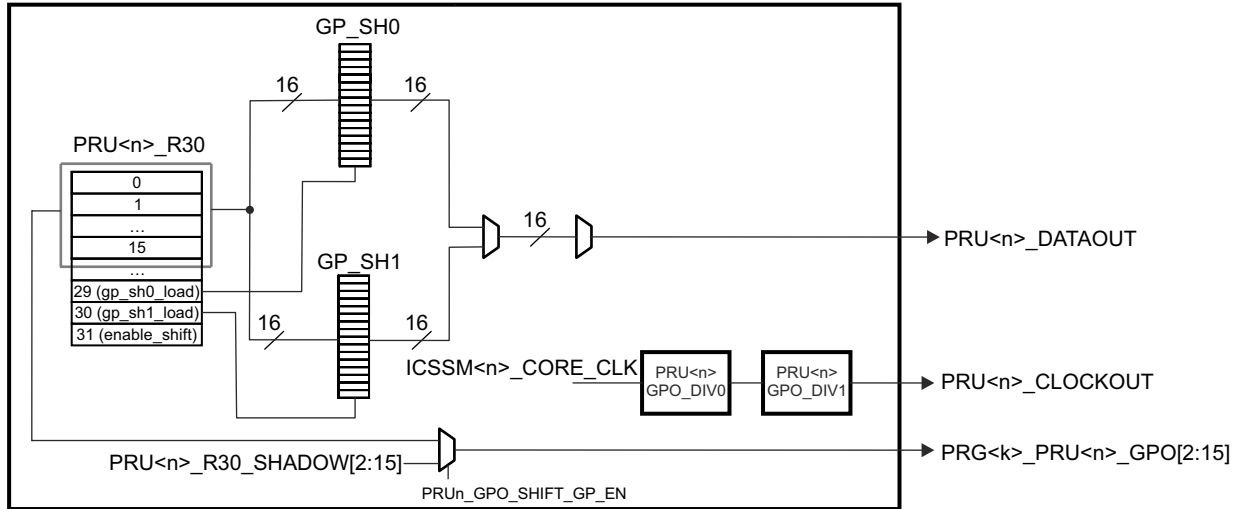 GP_SH0
16
16
PRU<n>_R30
0
1
...
15
...
29 (gp_sh0_load)
30 (gp_sh1_load)
31 (enable_shift)
16
PRU<n>_DATAOUT
GP_SH1
16
16
ICSSM<n>_CORE_CLK
PRU<n>
GPO_DIV0
PRU<n>
GPO_DIV1
PRU<n>_CLOCKOUT
PRU<n>_R30_SHADOW[2:15]
PRG<k>_PRU<n>_GPO[2:15]
PRUn_GPO_SHIFT_GP_EN